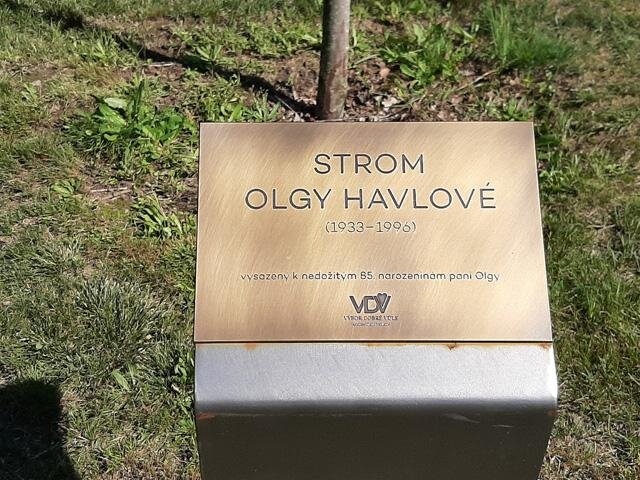 STROM
OLGY HAVLOVÉ
(1933–1996)
vysazený k nedožitým 85. narozeninám paní Olgy
VDV
VÝBOR DOBRÉ VŮLE